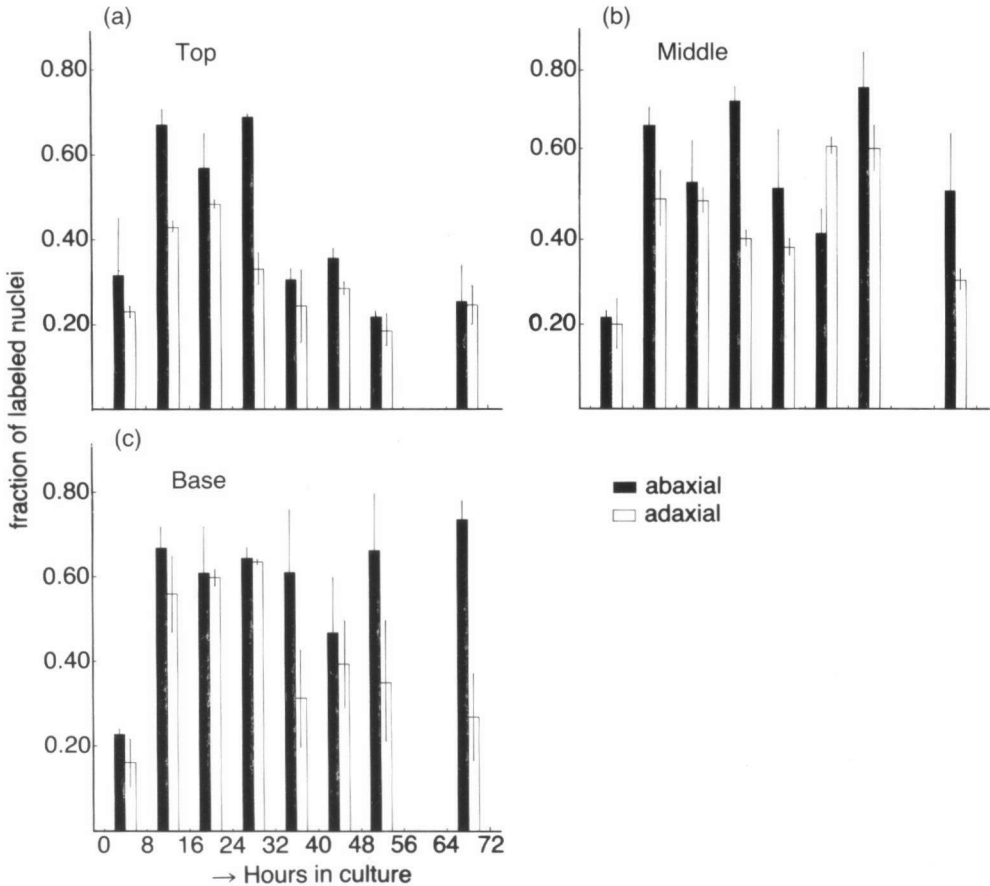 (a)
Top
0.80
0.60
0.40
0.20
(b)
Middle
0.80
0.60
0.40
0.20
fraction of labeled nuclei
(c)
Base
0.80
0.60
0.40
0.20
0 8 16 24 32 40 44 48 56 64 72
→ Hours in culture
abaxial
adaxial